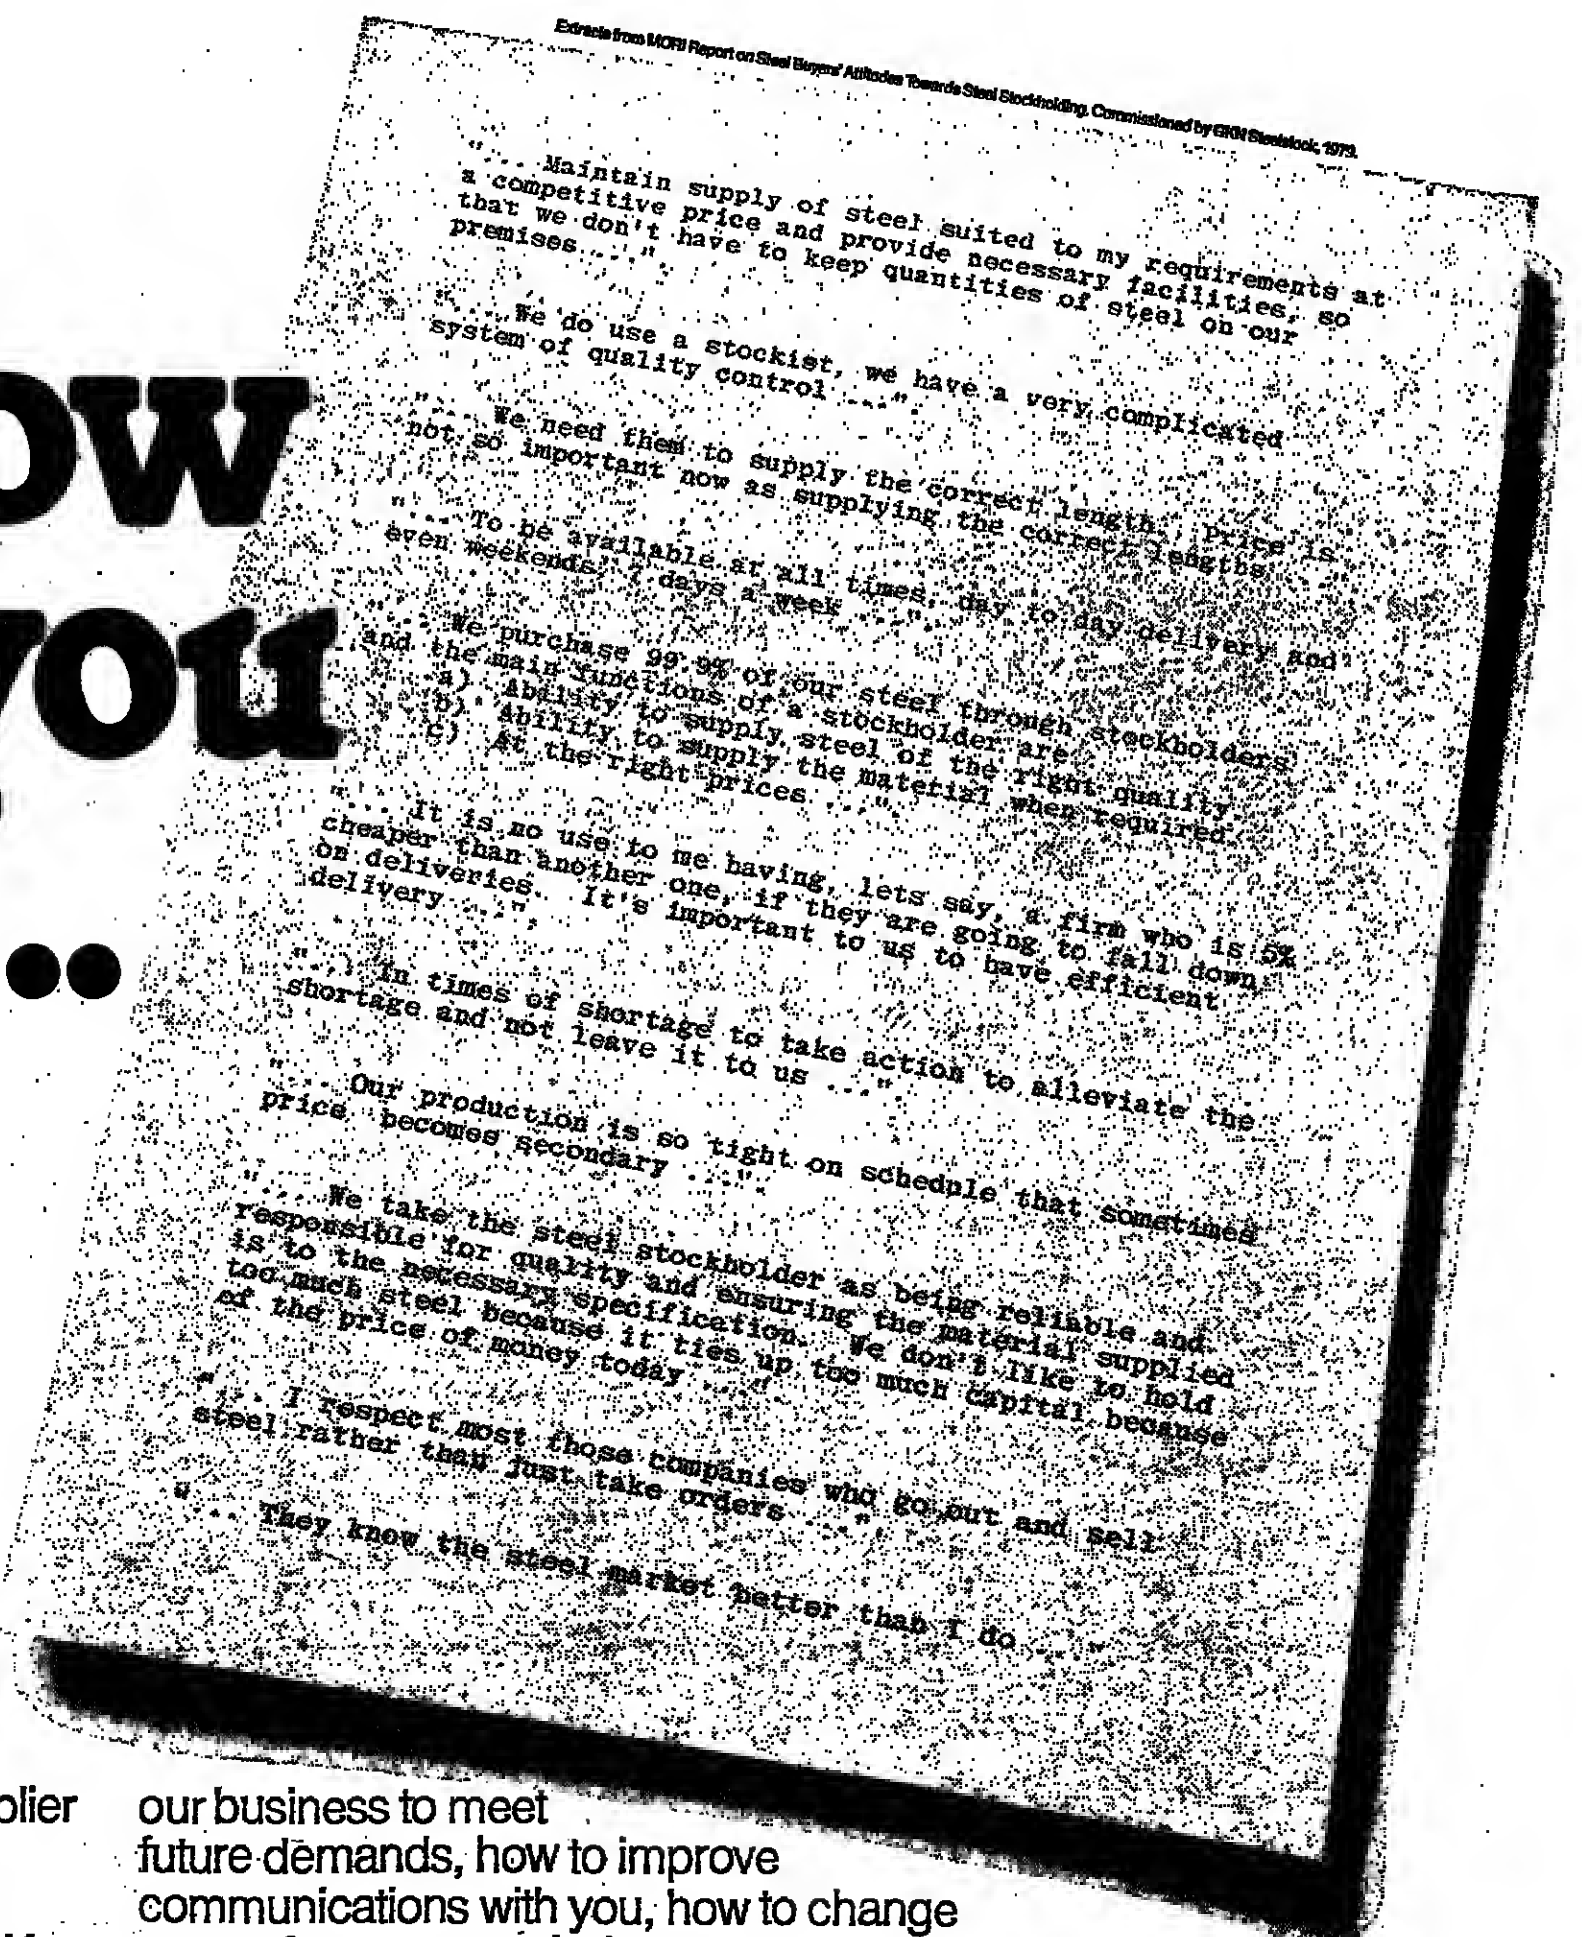 Extracts from MORI Report on Steel Buyers' Attitudes Towards Steel Stockholding. Commissioned by GKN Steelstock, 1979.
"... Maintain supply of steel suited to my requirements at
a competitive price and provide necessary facilities, so
that we don't have to keep quantities of steel on our
premises ...".
"... We do use a stockist, we have a very complicated
system of quality control ...".
"... We need them to supply the correct length. Price is
not so important now as supplying the correct lengths
"... To be available at all times, day to day delivery and
even weekends, 7 days a week ...".
"... We purchase 99.9% of our steel through stockholders
and the main functions of a stockholder are:
a) Ability to supply steel of the right quality
b) Ability to supply the material when required
c) At the right prices ...".
"... It is no use to me having, lets say, a firm who is 5%
cheaper than another one, if they are going to fall down
on deliveries. It's important to us to have efficient
delivery ...".
"... In times of shortage to take action to alleviate the
shortage and not leave it to us ...".
"... Our production is so tight on schedule that sometimes
price becomes secondary ...".
"... We take the steel stockholder as being reliable and
responsible for quality and ensuring the material supplied
is to the necessary specification. We don't like to hold
too much steel because it ties up too much capital because
of the price of money today ...".
"... I respect most those companies who go out and sell
steel rather than just take orders ...".
"... They know the steel market better than I do ..."
ow
you
..
plier
our business to meet
future demands, how to improve
communications with you, how to change